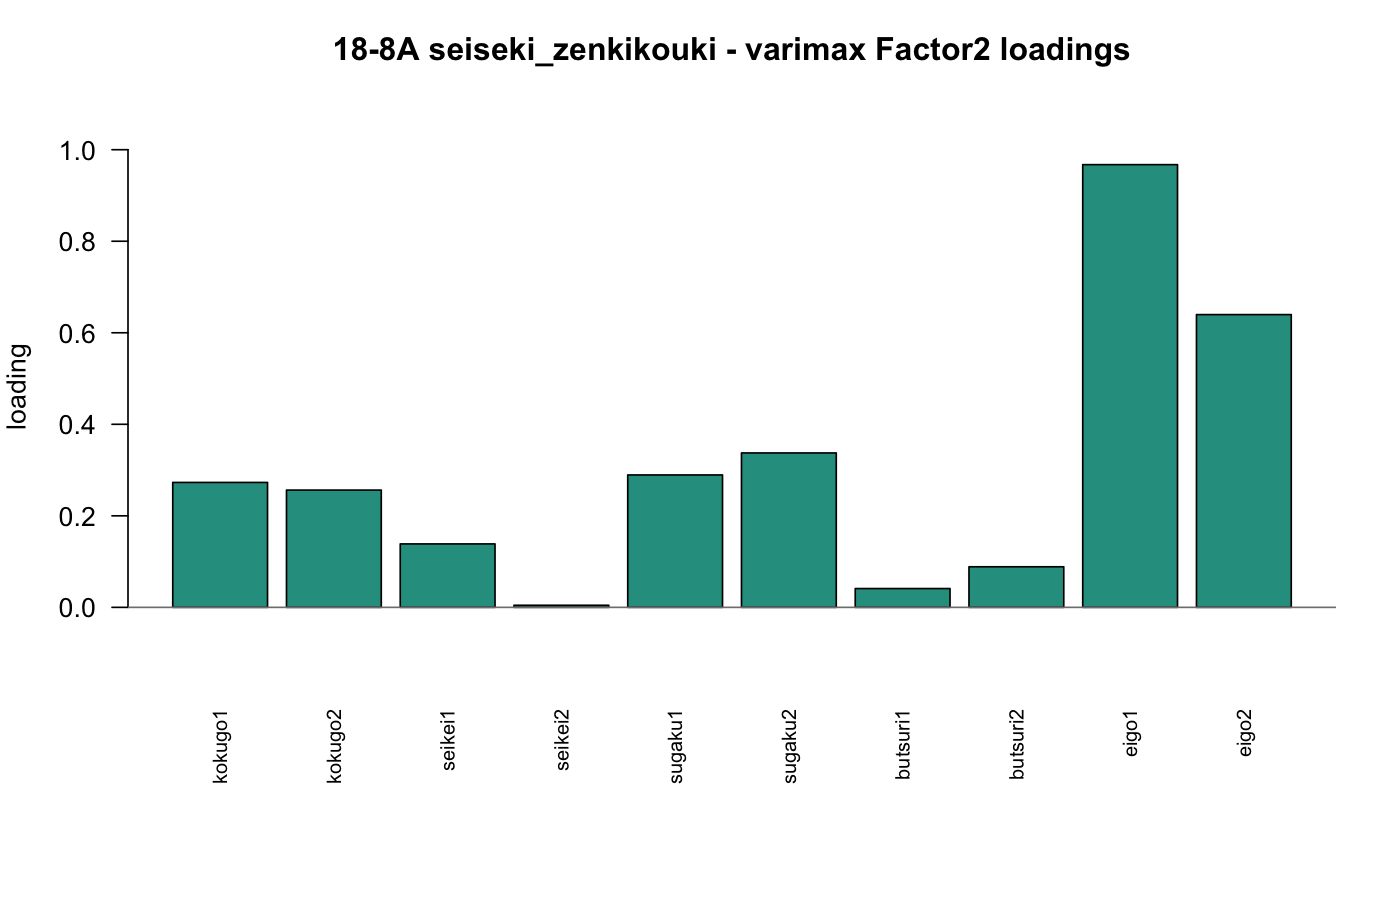 18-8A seiseki_zenkikouki - varimax Factor2 loadings
loading
1.0
0.8
0.6
0.4
0.2
0.0
kokugo1
kokugo2
seikei1
seikei2
sugaku1
sugaku2
butsuri1
butsuri2
eigo1
eigo2